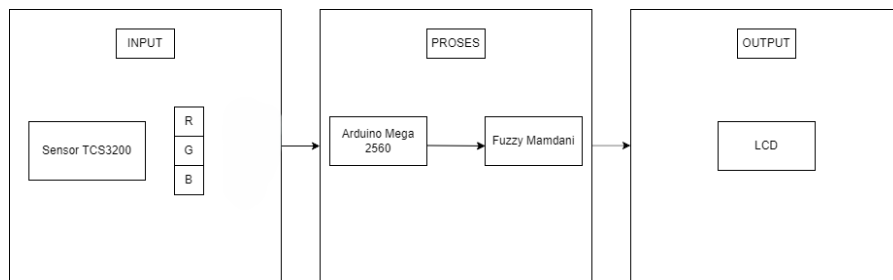 INPUT
Sensor TCS3200
R
G
B
PROSES
Arduino Mega
2560
Fuzzy Mamdani
OUTPUT
LCD